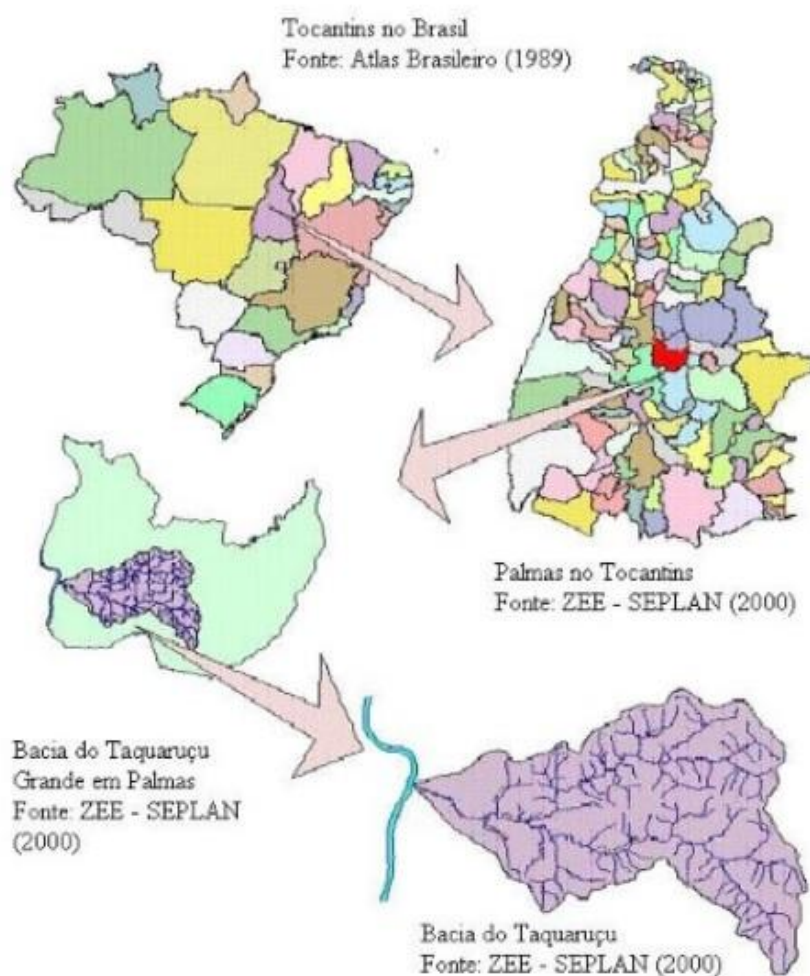 Tocantins no Brasil
Fonte: Atlas Brasileiro (1989)
Palmas no Tocantins
Fonte: ZEE - SEPLAN (2000)
Bacia do Taquaruçu
Grande em Palmas
Fonte: ZEE - SEPLAN
(2000)
Bacia do Taquaruçu
Fonte: ZEE - SEPLAN (2000)